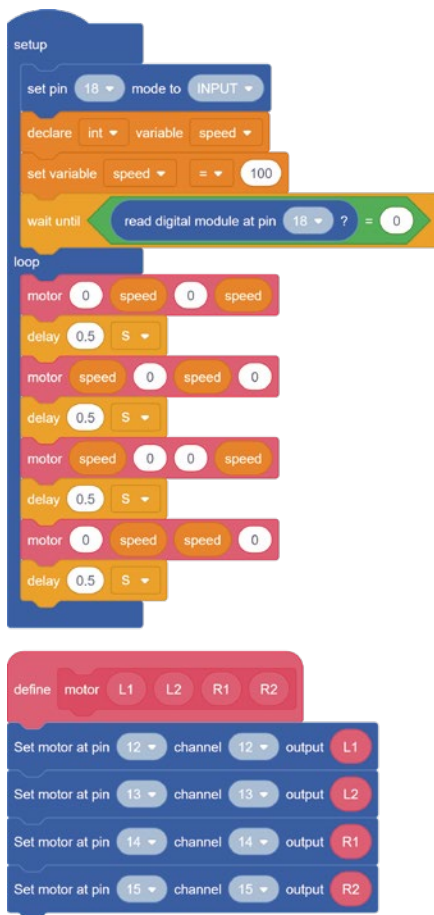 setup
set pin 18 mode to INPUT
declare int variable speed
set variable speed = 100
wait until read digital module at pin 18 ? = 0
loop
motor 0 speed 0 speed
delay 0.5 S
motor speed 0 speed 0
delay 0.5 S
motor speed 0 0 speed
delay 0.5 S
motor 0 speed speed 0
delay 0.5 S
define motor L1 L2 R1 R2
Set motor at pin 12 channel 12 output L1
Set motor at pin 13 channel 13 output L2
Set motor at pin 14 channel 14 output R1
Set motor at pin 15 channel 15 output R2